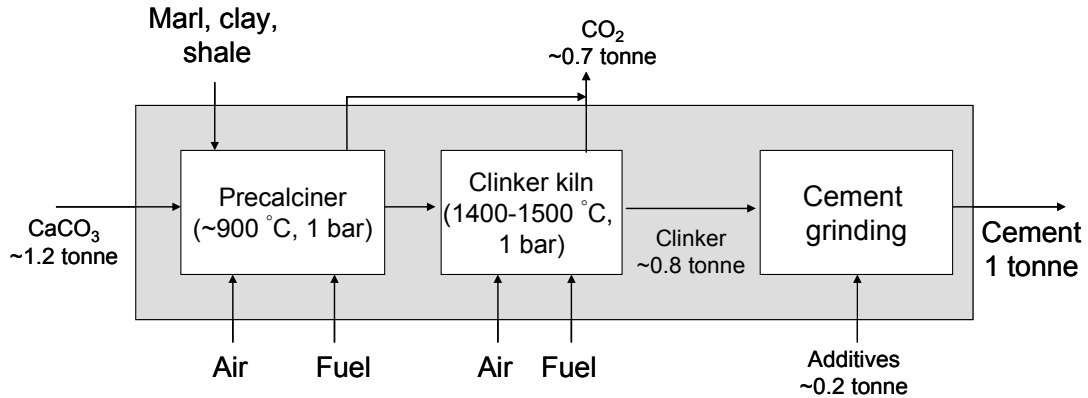 Marl, clay,
shale
CO₂
~0.7 tonne
Precalciner
(~900 °C, 1 bar)
Clinker kiln
(1400-1500 °C,
1 bar)
Cement
grinding
CaCO₃
~1.2 tonne
Clinker
~0.8 tonne
Cement
1 tonne
Air
Fuel
Air
Fuel
Additives
~0.2 tonne